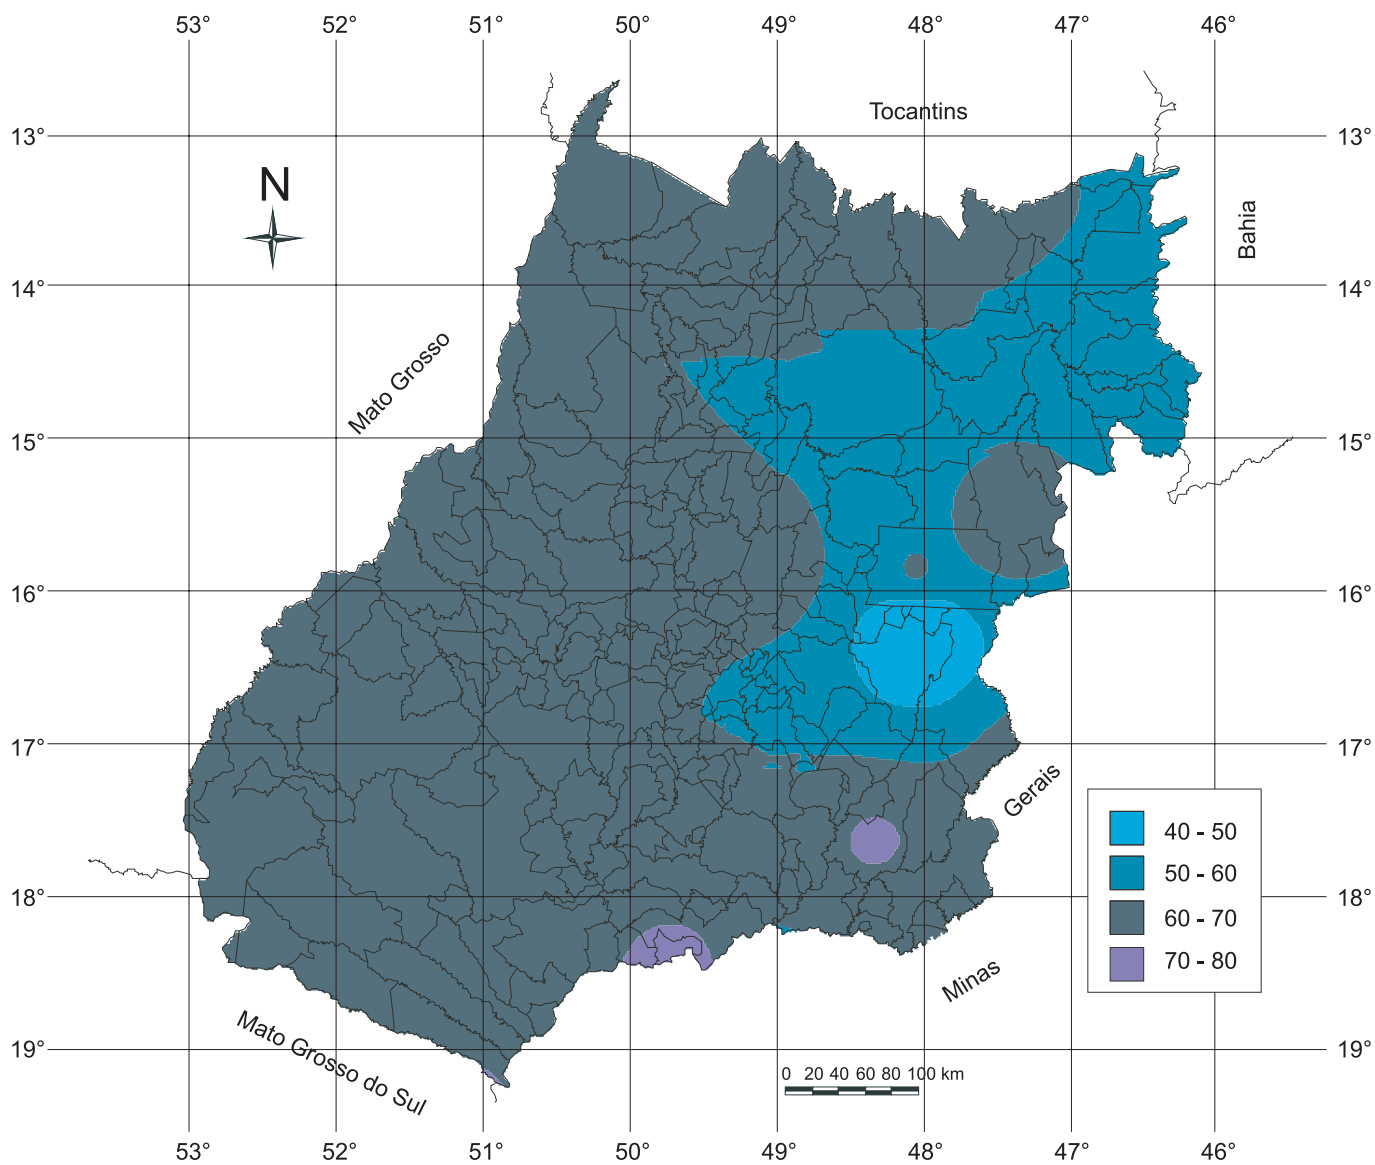 53° 52° 51° 50° 49° 48° 47° 46°
Tocantins
13° 13°
N
Bahia
14° 14°
Mato Grosso
15° 15°
16° 16°
17° 17°
Gerais
40 - 50
50 - 60
18° 18°
60 - 70
70 - 80
Minas
Mato Grosso do Sul
19° 19°
0 20 40 60 80 100 km
53° 52° 51° 50° 49° 48° 47° 46°